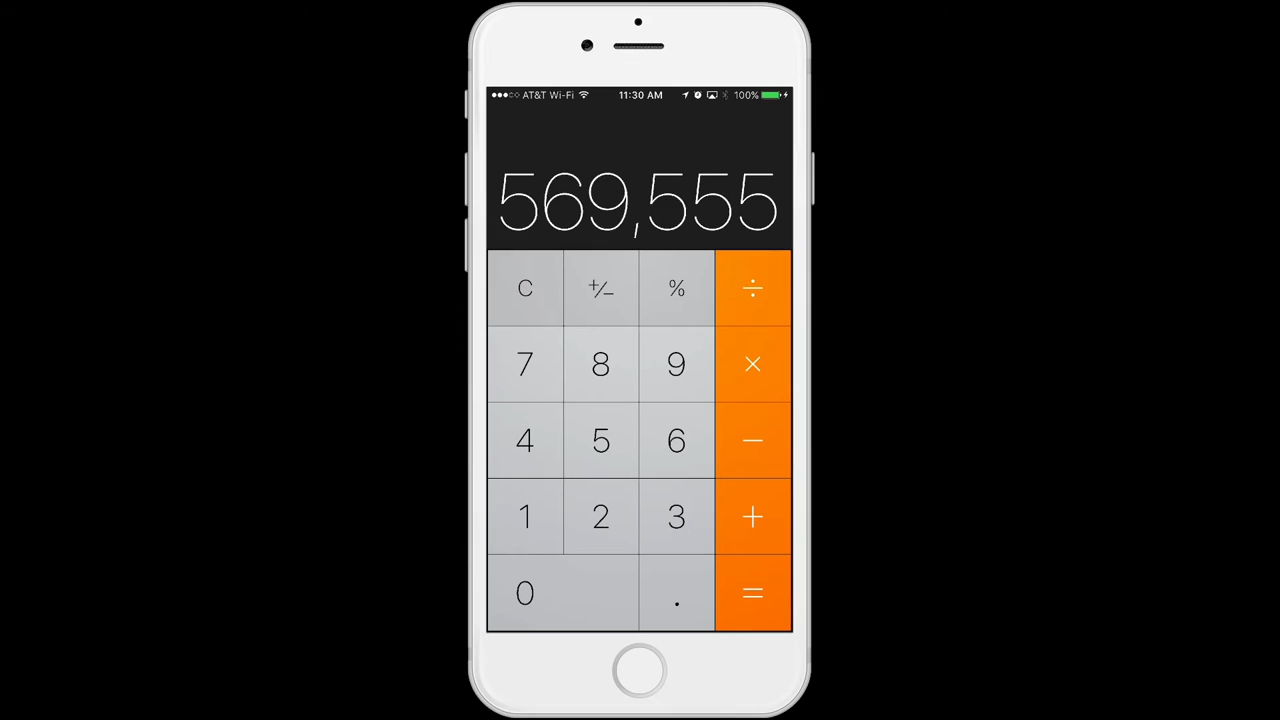 AT&T Wi-Fi 11:30 AM 100%
569,555
C +/− % ÷
7 8 9 ×
4 5 6 −
1 2 3 +
0 . =